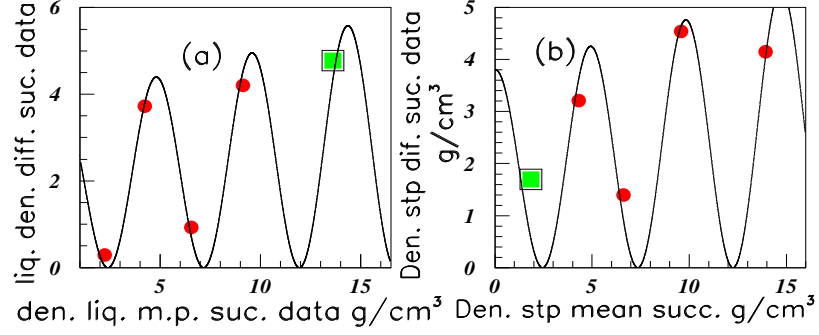 liq. den. diff. suc. data
6
4
2
0
(a)
5 10 15
den. liq. m.p. suc. data g/cm³
Den. stp dif. suc. data
g/cm³
5
4
3
2
1
0
(b)
0 5 10 15
Den. stp mean succ. g/cm³